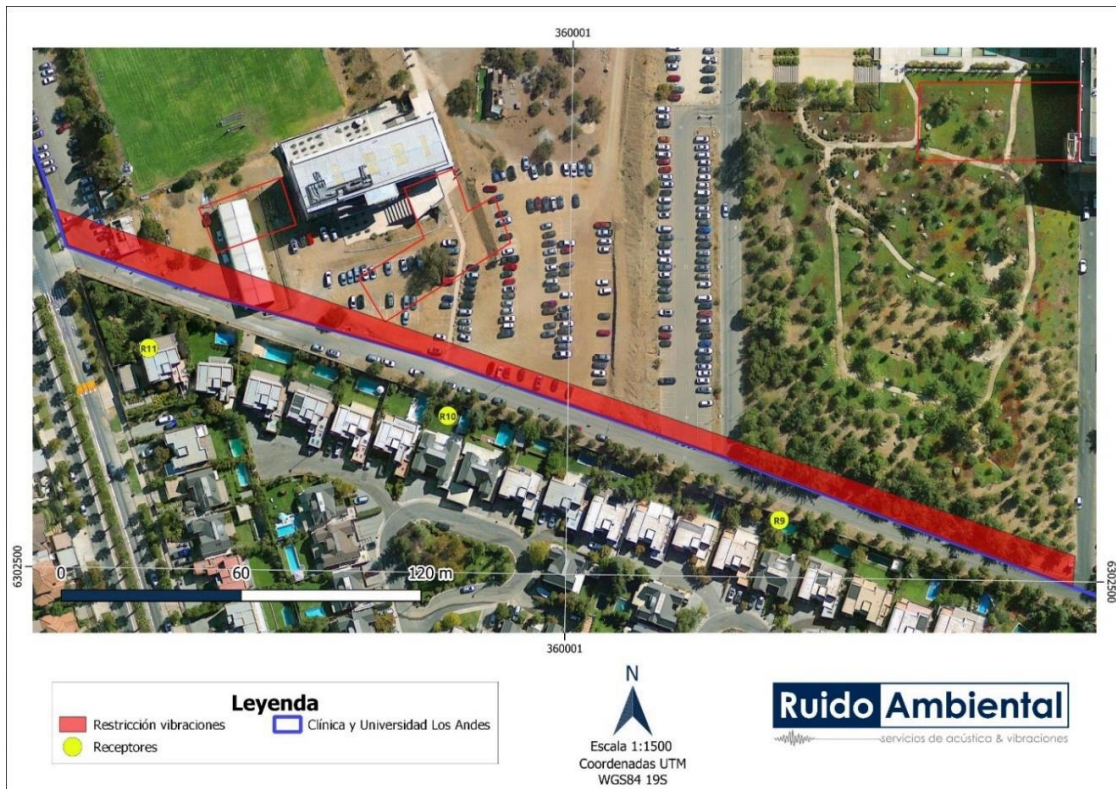 360001
R11
R10
R9
6302500
6302500
0 60 120 m
360001
Leyenda
Restricción vibraciones
Clínica y Universidad Los Andes
Receptores
N
Escala 1:1500
Coordenadas UTM
WGS84 19S
Ruido Ambiental
servicios de acústica & vibraciones